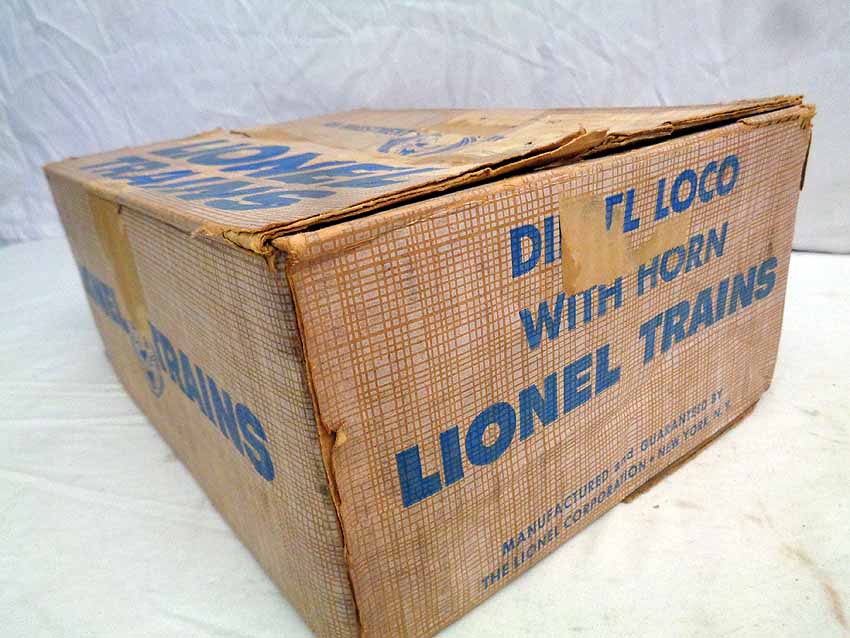 LIONEL
TRAINS
TRAINS
LOCO
WITH HORN
LIONEL TRAINS
MANUFACTURED and GUARANTEED BY
THE LIONEL CORPORATION • NEW YORK N.Y.